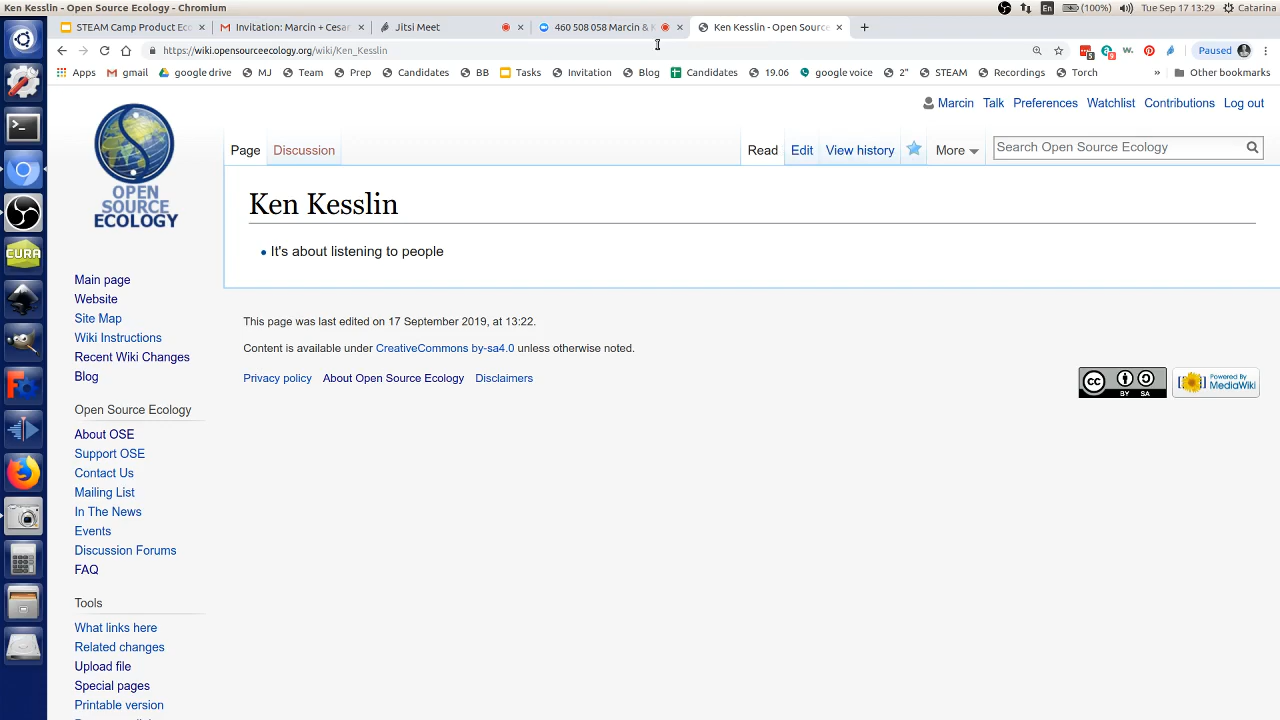 Ken Kesslin - Open Source Ecology - Chromium
En (100%) Tue Sep 17 13:29 Catarina
STEAM Camp Product Ec Invitation: Marcin + Cesar Jitsi Meet 460 508 058 Marcin & K Ken Kesslin - Open Source
https://wiki.opensourceecology.org/wiki/Ken_Kesslin Paused
Apps gmail google drive MJ Team Prep Candidates BB Tasks Invitation Blog Candidates 19.06 google voice 2" STEAM Recordings Torch » Other bookmarks
Marcin Talk Preferences Watchlist Contributions Log out
Page Discussion Read Edit View history More Search Open Source Ecology
OPEN
SOURCE
ECOLOGY
Ken Kesslin
It's about listening to people
Main page
Website
Site Map
Wiki Instructions
Recent Wiki Changes
Blog
This page was last edited on 17 September 2019, at 13:22.
Content is available under CreativeCommons by-sa4.0 unless otherwise noted.
Privacy policy About Open Source Ecology Disclaimers
CC BY SA
Powered By
MediaWiki
Open Source Ecology
About OSE
Support OSE
Contact Us
Mailing List
In The News
Events
Discussion Forums
FAQ
Tools
What links here
Related changes
Upload file
Special pages
Printable version
CURA